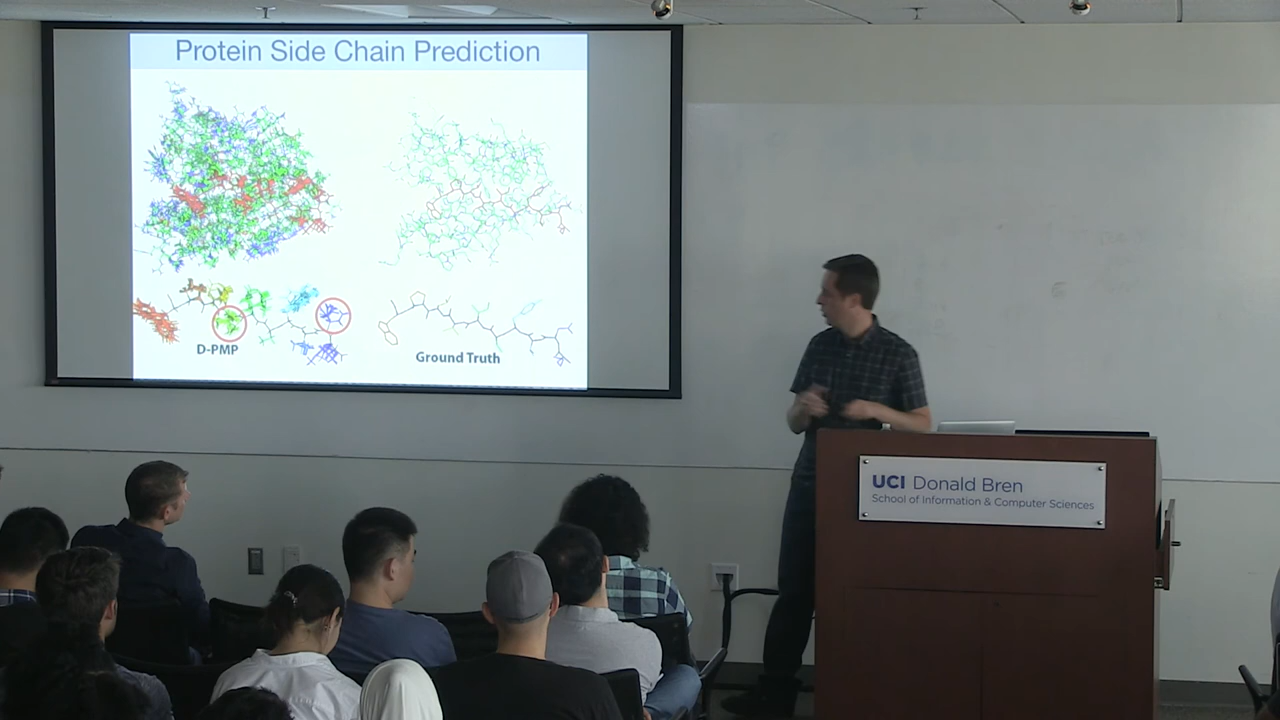 Protein Side Chain Prediction
D-PMP
Ground Truth
UCI Donald Bren
School of Information & Computer Sciences